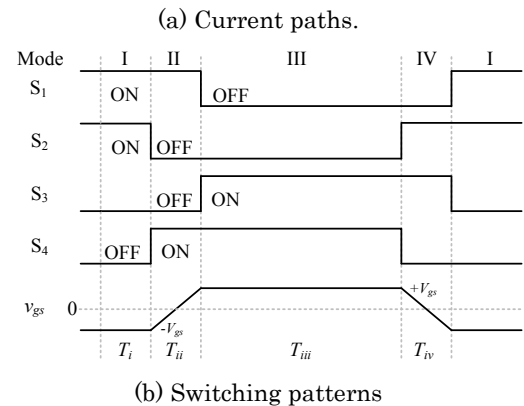 (a) Current paths.
Mode I II III IV I
S1 ON OFF
S2 ON OFF
S3 OFF ON
S4 OFF ON
vgs 0 -Vgs +Vgs
Ti Tii Tiii Tiv
(b) Switching patterns